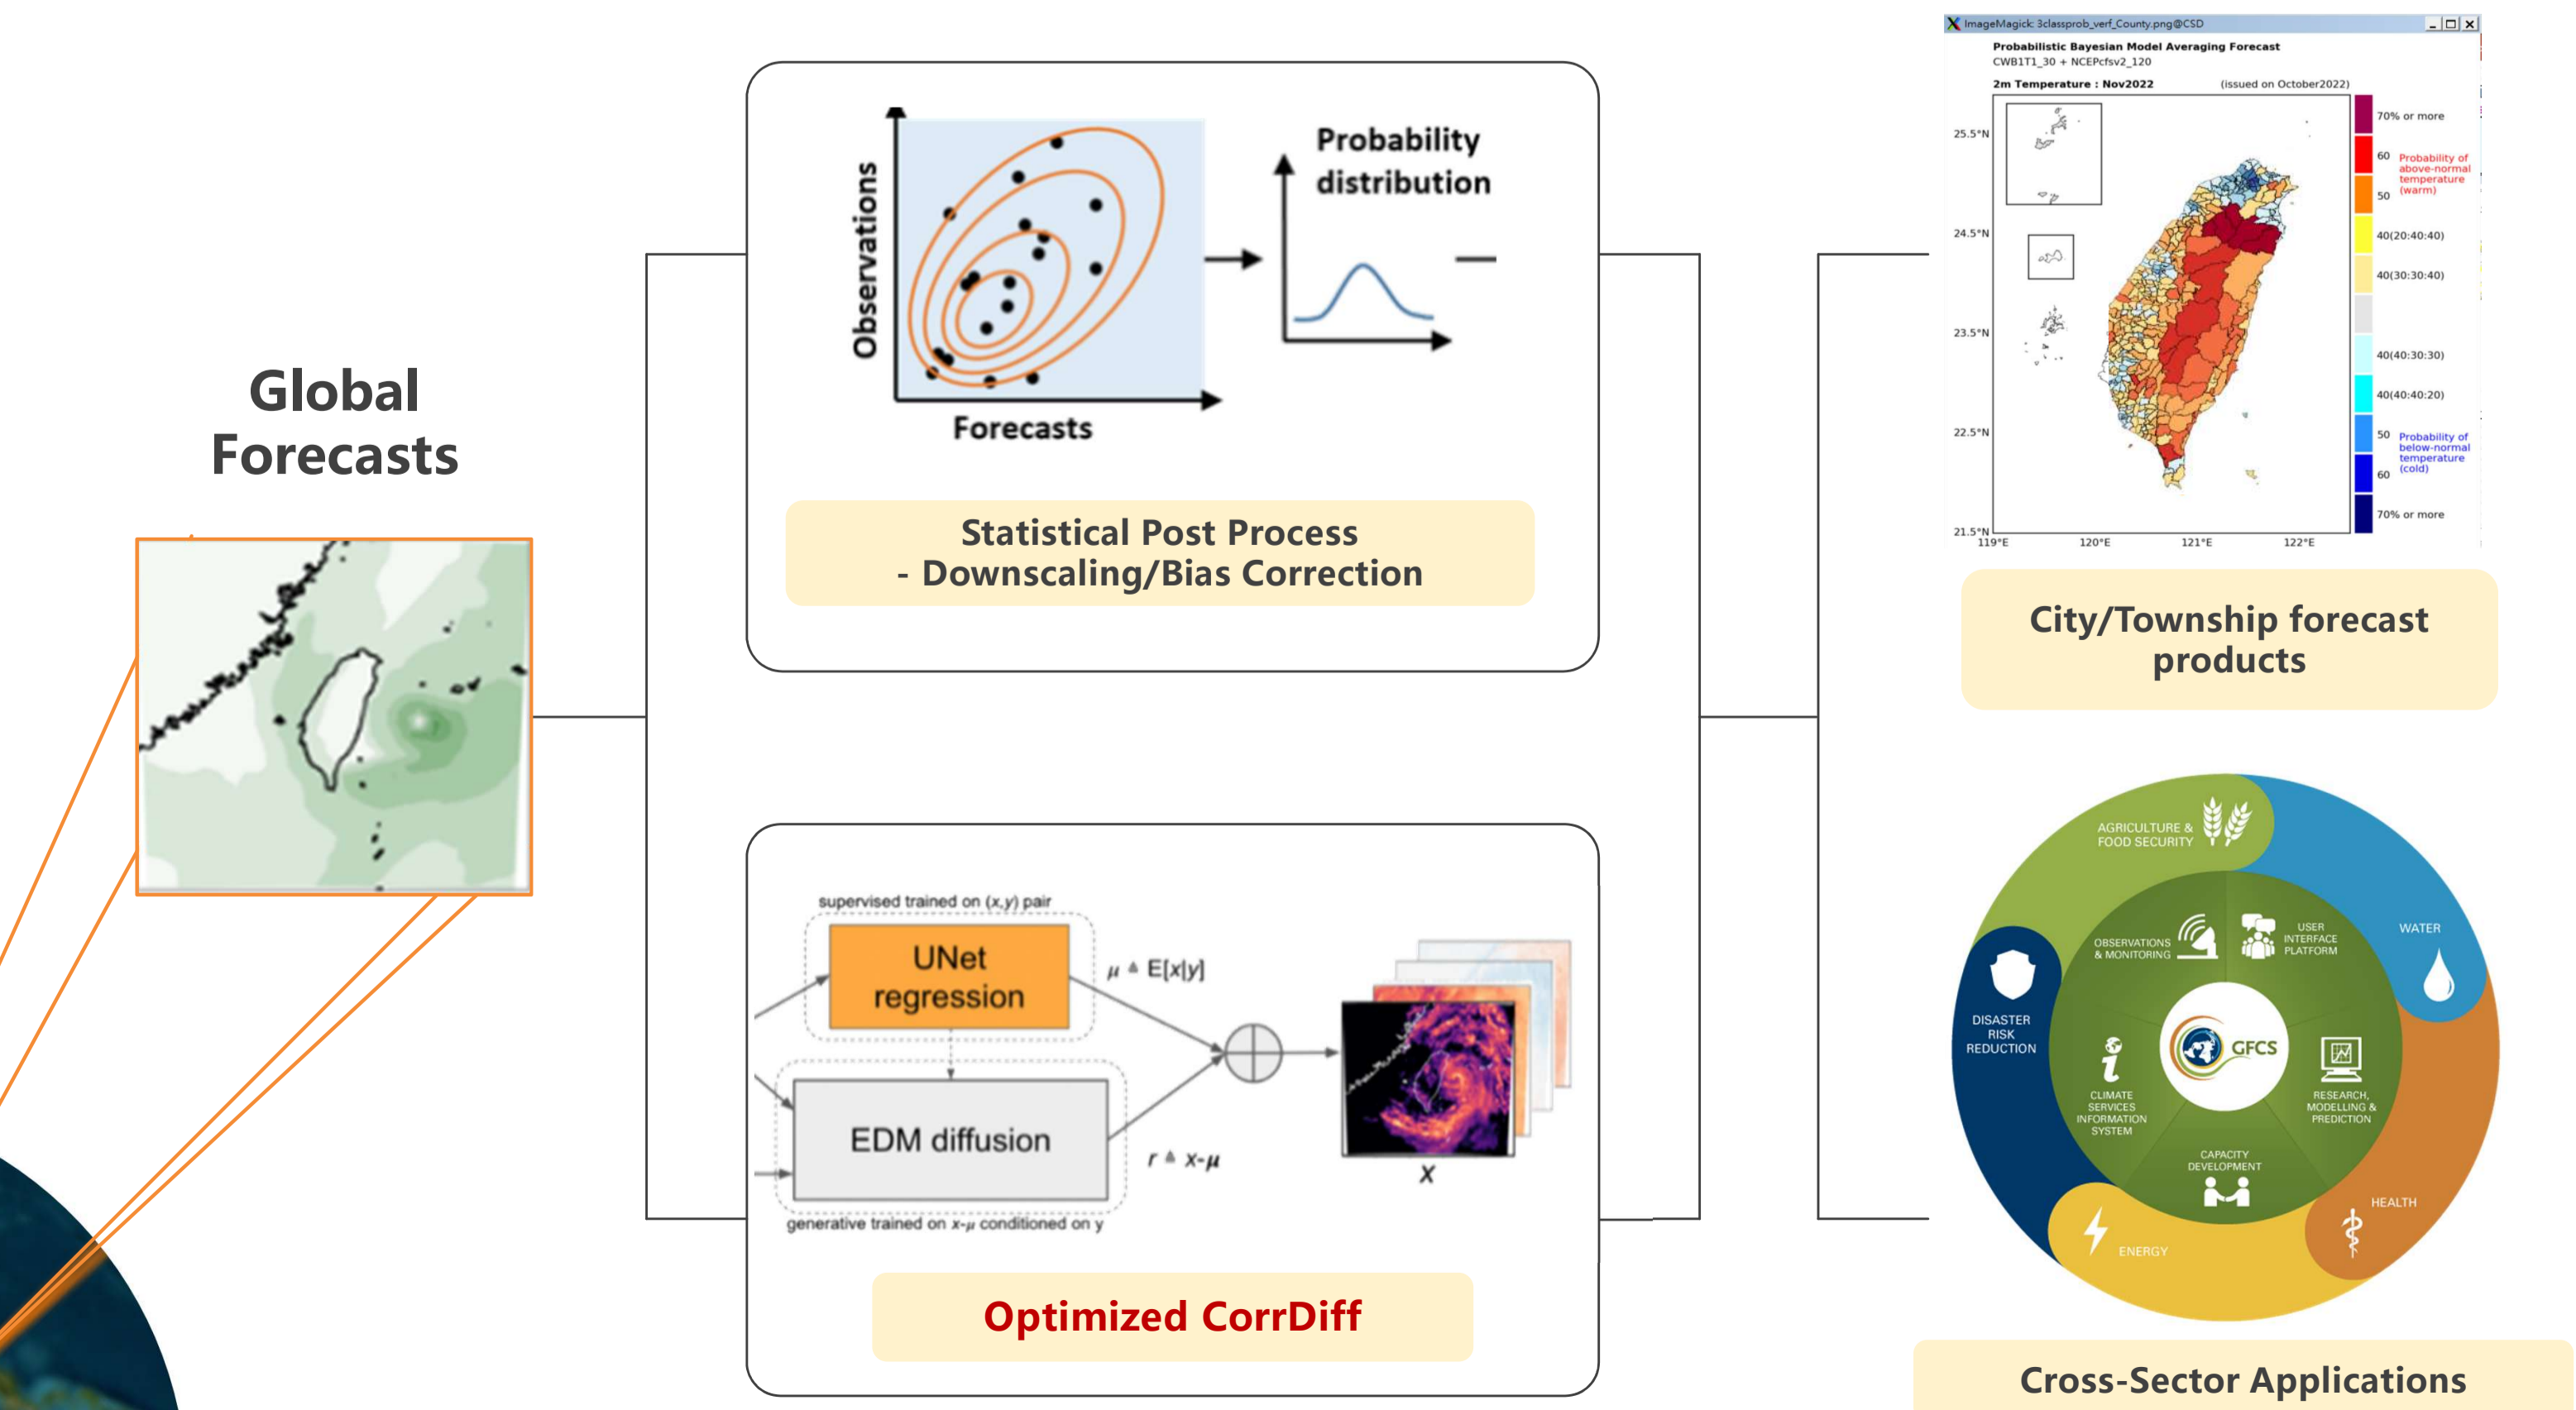 Global
Forecasts
Observations
Forecasts
Probability
distribution
Statistical Post Process
- Downscaling/Bias Correction
supervised trained on (x,y) pair
UNet
regression
μ ≜ E[x|y]
EDM diffusion
r ≜ x-μ
generative trained on x-μ conditioned on y
X
Optimized CorrDiff
ImageMagick: 3classprob_verf_County.png@CSD
Probabilistic Bayesian Model Averaging Forecast
CWB1T1_30 + NCEPcfsv2_120
2m Temperature : Nov2022 (issued on October2022)
25.5°N
24.5°N
23.5°N
22.5°N
21.5°N
119°E 120°E 121°E 122°E
70% or more
60
Probability of
above-normal
temperature
(warm)
50
40(20:40:40)
40(30:30:40)
40(40:30:30)
40(40:40:20)
50
Probability of
below-normal
temperature
(cold)
60
70% or more
City/Township forecast
products
AGRICULTURE &
FOOD SECURITY
WATER
HEALTH
ENERGY
DISASTER
RISK
REDUCTION
OBSERVATIONS
& MONITORING
USER
INTERFACE
PLATFORM
RESEARCH,
MODELLING &
PREDICTION
CAPACITY
DEVELOPMENT
CLIMATE
SERVICES
INFORMATION
SYSTEM
GFCS
Cross-Sector Applications